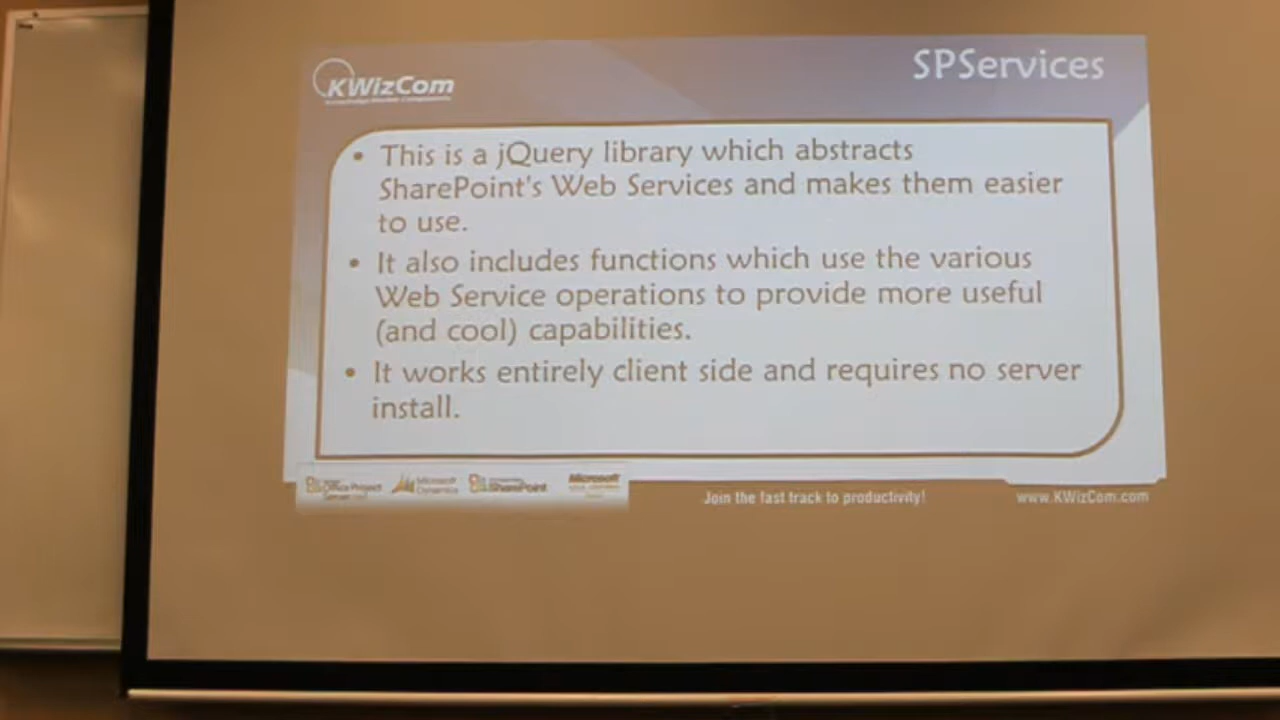 KWizCom
SPServices
• This is a jQuery library which abstracts
SharePoint's Web Services and makes them easier
to use.
• It also includes functions which use the various
Web Service operations to provide more useful
(and cool) capabilities.
• It works entirely client side and requires no server
install.
Office Project
Microsoft
Dynamics
SharePoint
Microsoft
Join the fast track to productivity!
www.KWizCom.com